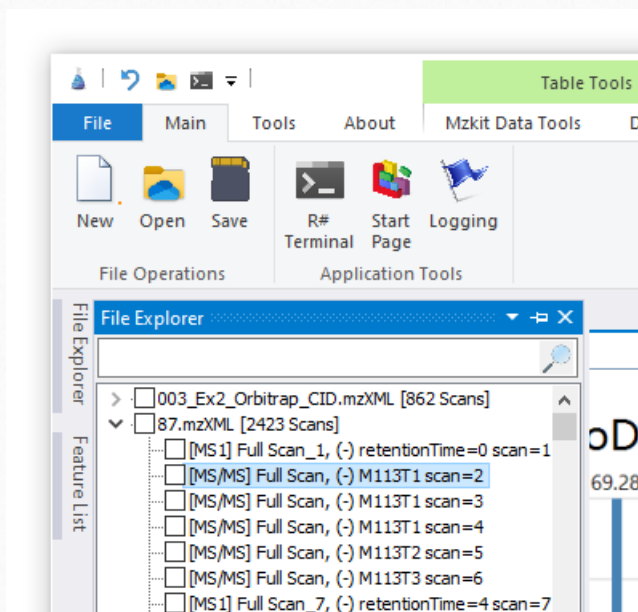 Table Tools
File Main Tools About Mzkit Data Tools D
New Open Save R# Terminal Start Page Logging
File Operations Application Tools
File Explorer
Feature List
File Explorer
003_Ex2_Orbitrap_CID.mzXML [862 Scans]
87.mzXML [2423 Scans]
[MS1] Full Scan_1, (-) retentionTime=0 scan=1
[MS/MS] Full Scan, (-) M113T1 scan=2
[MS/MS] Full Scan, (-) M113T1 scan=3
[MS/MS] Full Scan, (-) M113T1 scan=4
[MS/MS] Full Scan, (-) M113T2 scan=5
[MS/MS] Full Scan, (-) M113T3 scan=6
[MS1] Full Scan_7, (-) retentionTime=4 scan=7
oD
69.28